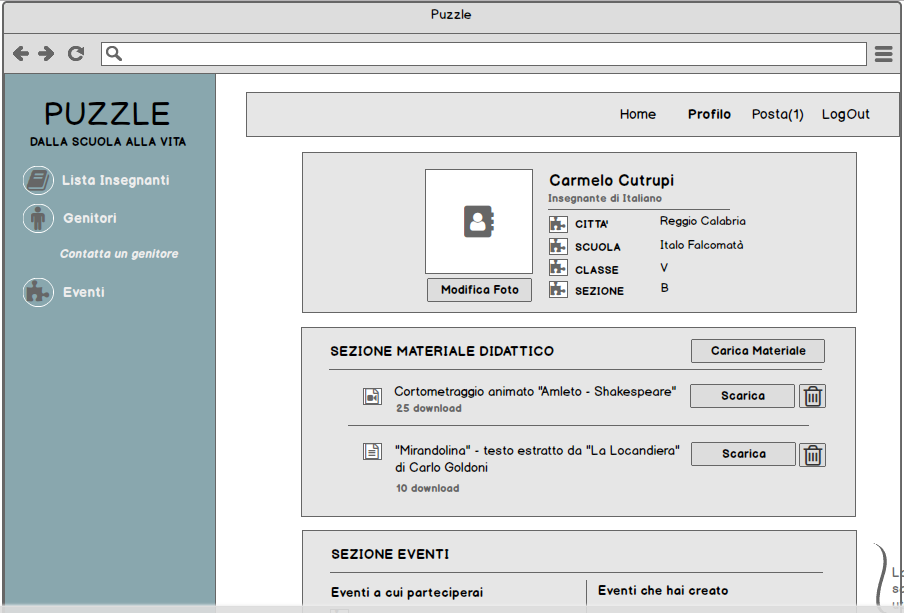 Puzzle
PUZZLE
DALLA SCUOLA ALLA VITA
Lista Insegnanti
Genitori
Contatta un genitore
Eventi
Home Profilo Posta(1) LogOut
Carmelo Cutrupi
Insegnante di Italiano
CITTA' Reggio Calabria
SCUOLA Italo Falcomatà
CLASSE V
SEZIONE B
Modifica Foto
SEZIONE MATERIALE DIDATTICO Carica Materiale
Cortometraggio animato "Amleto - Shakespeare" Scarica
25 download
"Mirandolina" - testo estratto da "La Locandiera" Scarica
di Carlo Goldoni
10 download
SEZIONE EVENTI
Eventi a cui parteciperai Eventi che hai creato